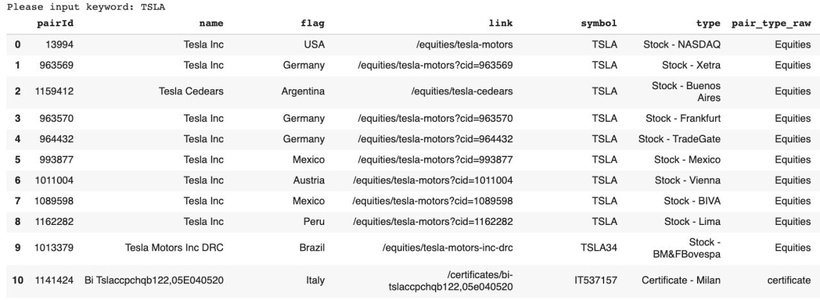 Please input keyword: TSLA
pairId name flag link symbol type pair_type_raw
0 13994 Tesla Inc USA /equities/tesla-motors TSLA Stock - NASDAQ Equities
1 963569 Tesla Inc Germany /equities/tesla-motors?cid=963569 TSLA Stock - Xetra Equities
2 1159412 Tesla Cedears Argentina /equities/tesla-cedears TSLA Stock - Buenos
Aires Equities
3 963570 Tesla Inc Germany /equities/tesla-motors?cid=963570 TSLA Stock - Frankfurt Equities
4 964432 Tesla Inc Germany /equities/tesla-motors?cid=964432 TSLA Stock - TradeGate Equities
5 993877 Tesla Inc Mexico /equities/tesla-motors?cid=993877 TSLA Stock - Mexico Equities
6 1011004 Tesla Inc Austria /equities/tesla-motors?cid=1011004 TSLA Stock - Vienna Equities
7 1089598 Tesla Inc Mexico /equities/tesla-motors?cid=1089598 TSLA Stock - BIVA Equities
8 1162282 Tesla Inc Peru /equities/tesla-motors?cid=1162282 TSLA Stock - Lima Equities
9 1013379 Tesla Motors Inc DRC Brazil /equities/tesla-motors-inc-drc TSLA34 Stock -
BM&FBovespa Equities
10 1141424 Bi Tslaccpchqb122,05E040520 Italy /certificates/bi-
tslaccpchqb122,05e040520 IT537157 Certificate - Milan certificate